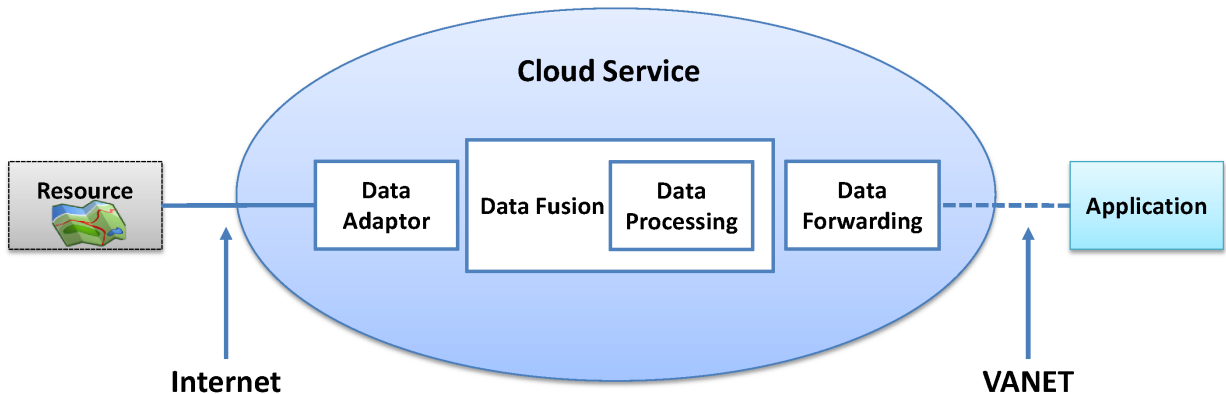 Cloud Service
Resource
Data
Adaptor
Data Fusion
Data
Processing
Data
Forwarding
Application
Internet
VANET